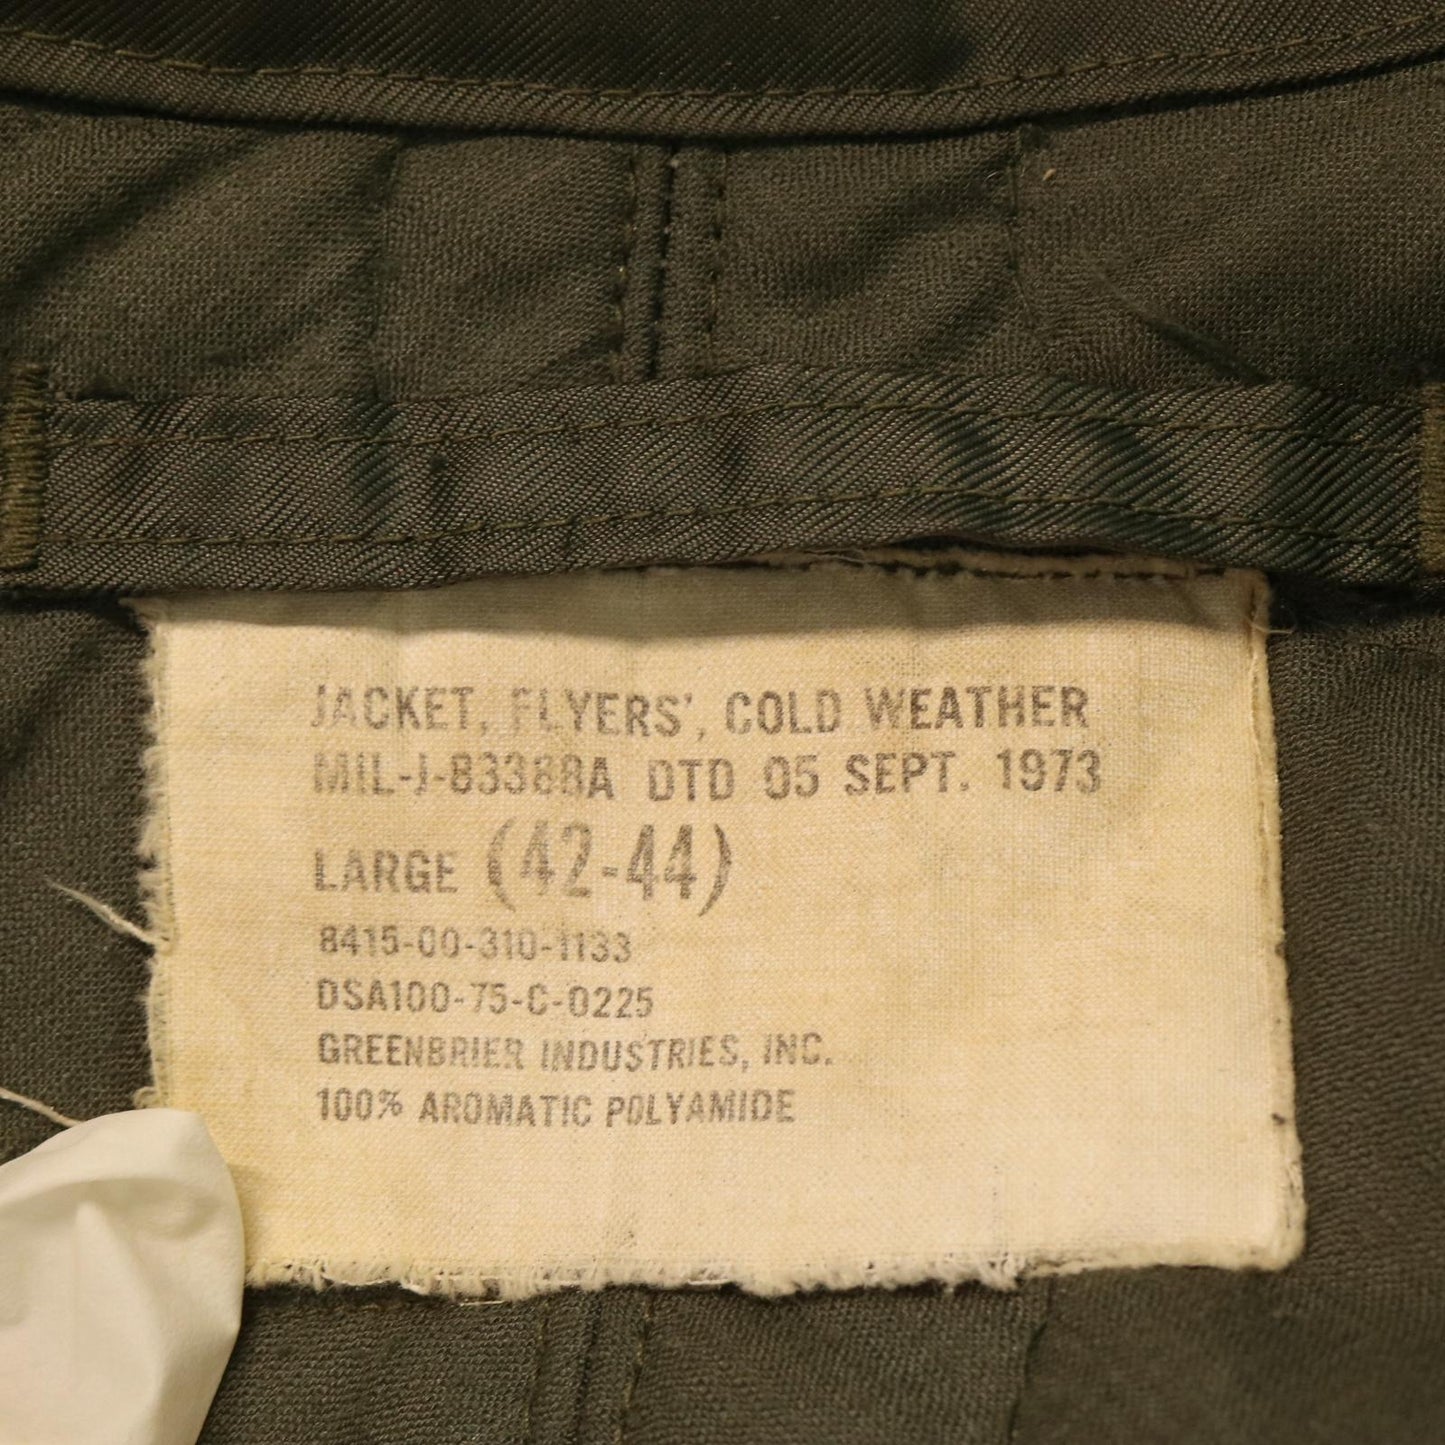 JACKET, FLYERS', COLD WEATHER
MIL-J-83388A DTD 05 SEPT. 1973
LARGE (42-44)
8415-00-310-1133
DSA100-75-C-0225
GREENBRIER INDUSTRIES, INC.
100% AROMATIC POLYAMIDE